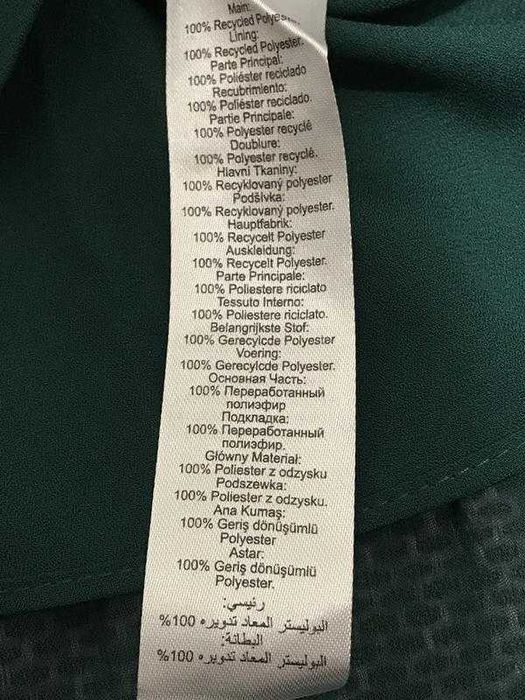 Main:
100% Recycled Polyester.
Lining:
100% Recycled Polyester.
Parte Principal:
100% Poliéster reciclado
Recubrimiento:
100% Poliéster reciclado.
Partie Principale:
100% Polyester recyclé
Doublure:
100% Polyester recyclé.
Hlavní Tkaniny:
100% Recyklovaný polyester
Podšívka:
100% Recyklovaný polyester.
Hauptfabrik:
100% Recycelt Polyester
Auskleidung:
100% Recycelt Polyester.
Parte Principale:
100% Poliestere riciclato
Tessuto Interno:
100% Poliestere riciclato.
Belangrijkste Stof:
100% Gerecylcde Polyester
Voering:
100% Gerecylcde Polyester.
Основная Часть:
100% Переработанный
полиэфир
Подкладка:
100% Переработанный
полиэфир.
Główny Materiał:
100% Poliester z odzysku
Podszewka:
100% Poliester z odzysku.
Ana Kumaş:
100% Geriş dönüşümlü
Polyester
Astar:
100% Geriş dönüşümlü
Polyester.
رئيسي:
البوليستر المعاد تدويره 100%
البطانة:
البوليستر المعاد تدويره 100%